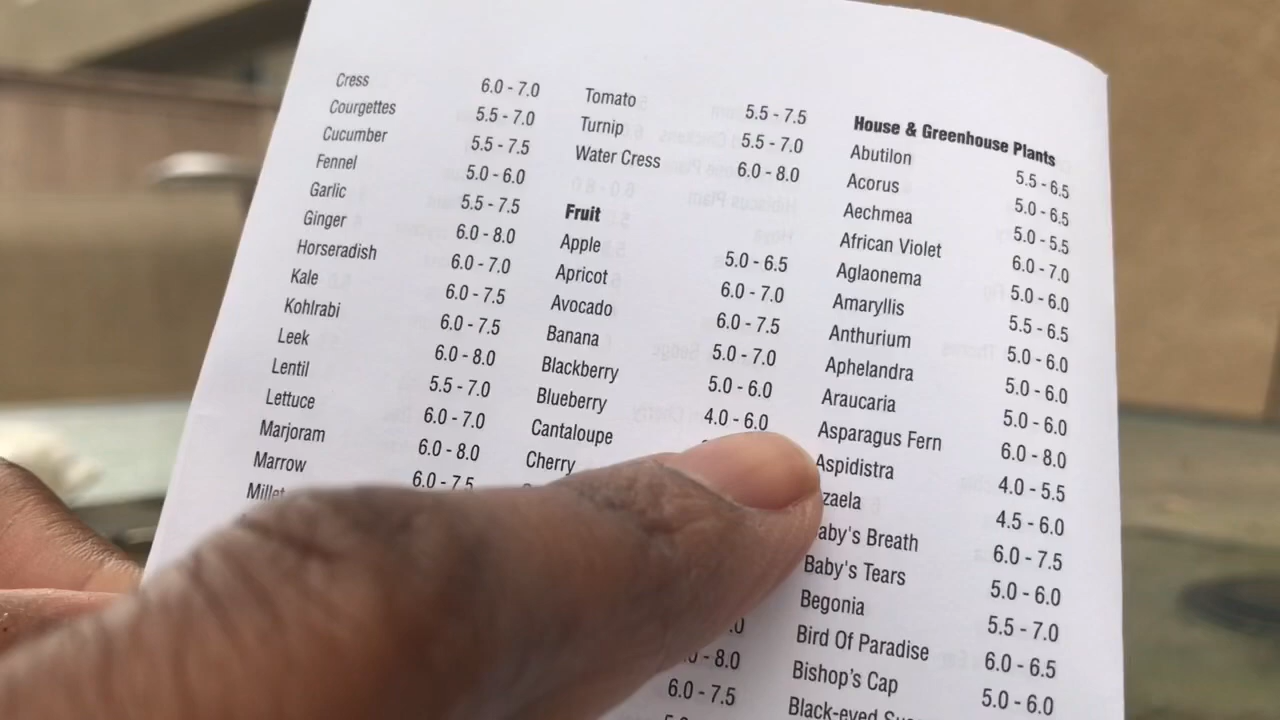 Cress 6.0 - 7.0
Courgettes 5.5 - 7.0
Cucumber 5.5 - 7.5
Fennel 5.0 - 6.0
Garlic 5.5 - 7.5
Ginger 6.0 - 8.0
Horseradish 6.0 - 7.0
Kale 6.0 - 7.5
Kohlrabi 6.0 - 7.5
Leek 6.0 - 8.0
Lentil 5.5 - 7.0
Lettuce 6.0 - 7.0
Marjoram 6.0 - 8.0
Marrow 6.0 - 7.5
Millet
Tomato 5.5 - 7.5
Turnip 5.5 - 7.0
Water Cress 6.0 - 8.0
Fruit
Apple 5.0 - 6.5
Apricot 6.0 - 7.0
Avocado 6.0 - 7.5
Banana 5.0 - 7.0
Blackberry 5.0 - 6.0
Blueberry 4.0 - 6.0
Cantaloupe
Cherry
- 8.0
6.0 - 7.5
House & Greenhouse Plants
Abutilon 5.5 - 6.5
Acorus 5.0 - 6.5
Aechmea 5.0 - 5.5
African Violet 6.0 - 7.0
Aglaonema 5.0 - 6.0
Amaryllis 5.5 - 6.5
Anthurium 5.0 - 6.0
Aphelandra 5.0 - 6.0
Araucaria 5.0 - 6.0
Asparagus Fern 6.0 - 8.0
Aspidistra 4.0 - 5.5
zaela 4.5 - 6.0
aby's Breath 6.0 - 7.5
Baby's Tears 5.0 - 6.0
Begonia 5.5 - 7.0
Bird Of Paradise 6.0 - 6.5
Bishop's Cap 5.0 - 6.0
Black-eyed